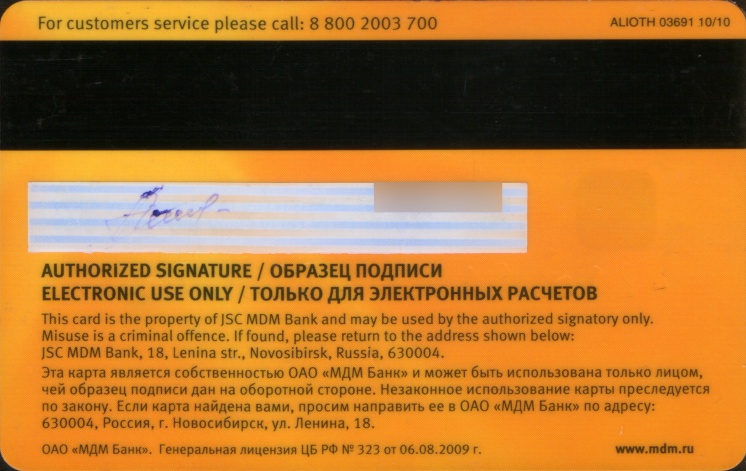 For customers service please call: 8 800 2003 700
ALIOTH 03691 10/10
AUTHORIZED SIGNATURE / ОБРАЗЕЦ ПОДПИСИ
ELECTRONIC USE ONLY / ТОЛЬКО ДЛЯ ЭЛЕКТРОННЫХ РАСЧЕТОВ
This card is the property of JSC MDM Bank and may be used by the authorized signatory only.
Misuse is a criminal offence. If found, please return to the address shown below:
JSC MDM Bank, 18, Lenina str., Novosibirsk, Russia, 630004.
Эта карта является собственностью ОАО «МДМ Банк» и может быть использована только лицом,
чей образец подписи дан на оборотной стороне. Незаконное использование карты преследуется
по закону. Если карта найдена вами, просим направить ее в ОАО «МДМ Банк» по адресу:
630004, Россия, г. Новосибирск, ул. Ленина, 18.
ОАО «МДМ Банк». Генеральная лицензия ЦБ РФ № 323 от 06.08.2009 г.
www.mdm.ru